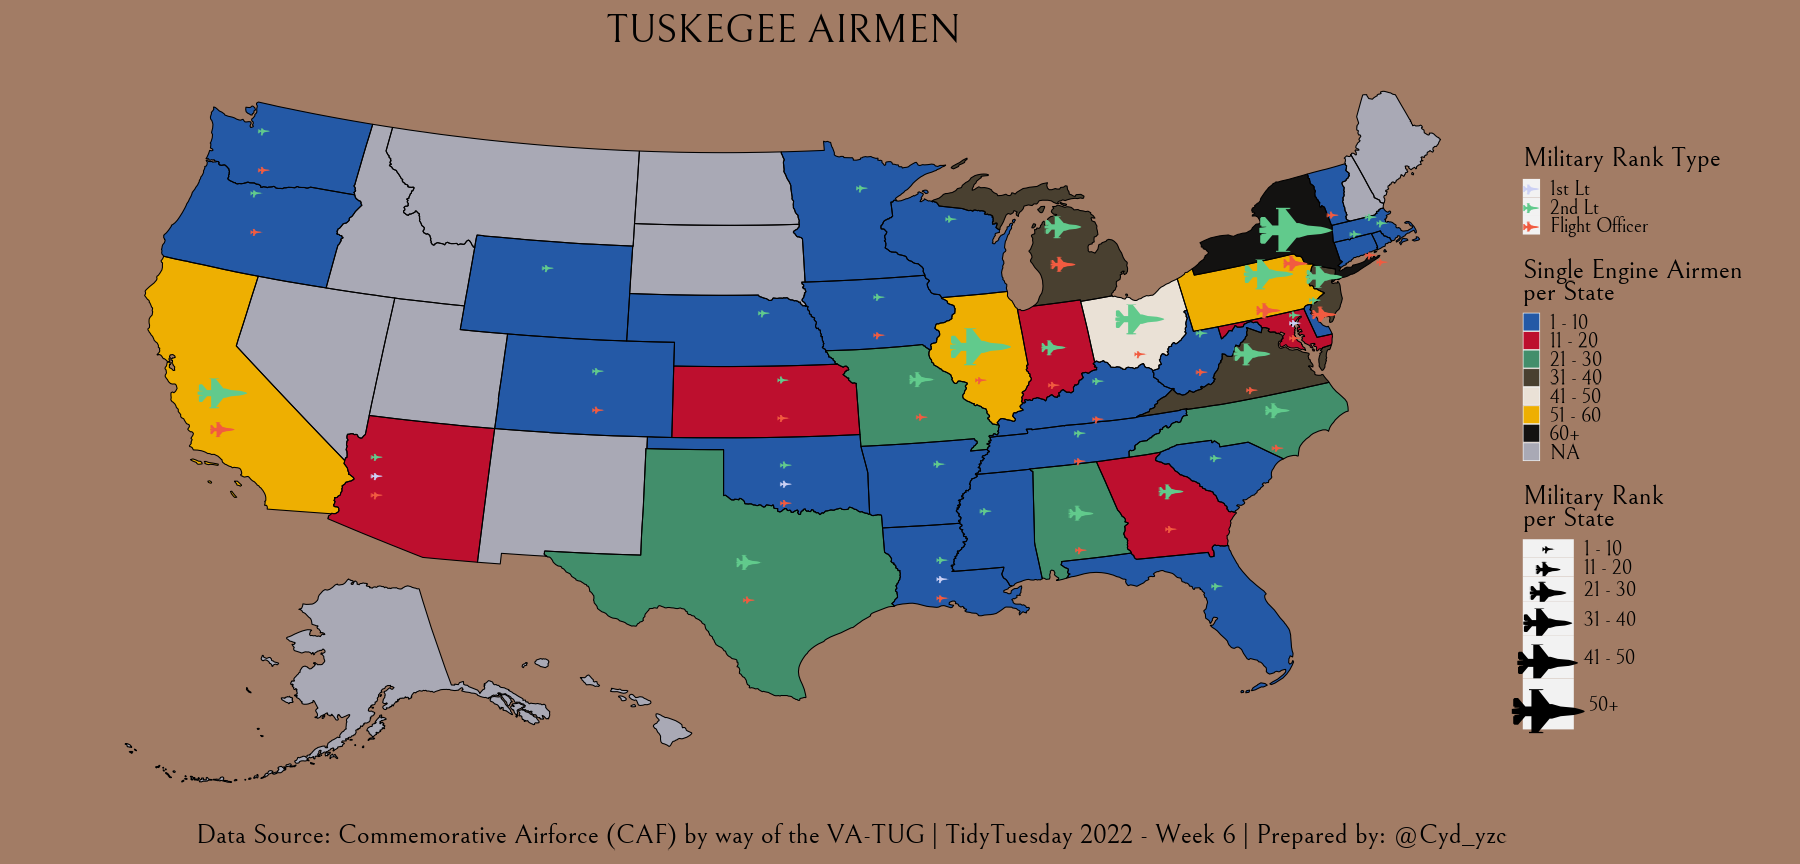 TUSKEGEE AIRMEN
Military Rank Type
1st Lt
2nd Lt
Flight Officer
Single Engine Airmen
per State
1 - 10
11 - 20
21 - 30
31 - 40
41 - 50
51 - 60
60+
NA
Military Rank
per State
1 - 10
11 - 20
21 - 30
31 - 40
41 - 50
50+
Data Source: Commemorative Airforce (CAF) by way of the VA-TUG | TidyTuesday 2022 - Week 6 | Prepared by: @Cyd_yzc